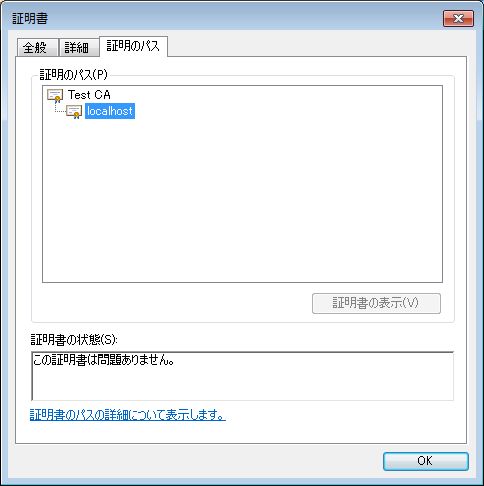 証明書
全般
詳細
証明のパス
証明のパス(P)
Test CA
localhost
証明書の表示(V)
証明書の状態(S):
この証明書は問題ありません。
証明書のパスの詳細について表示します。
OK